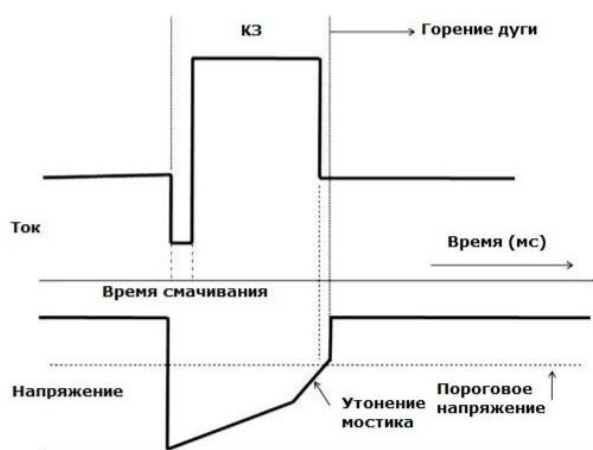 КЗ
Горение дуги
Ток
Время (мс)
Время смачивания
Напряжение
Утонение
мостика
Пороговое
напряжение